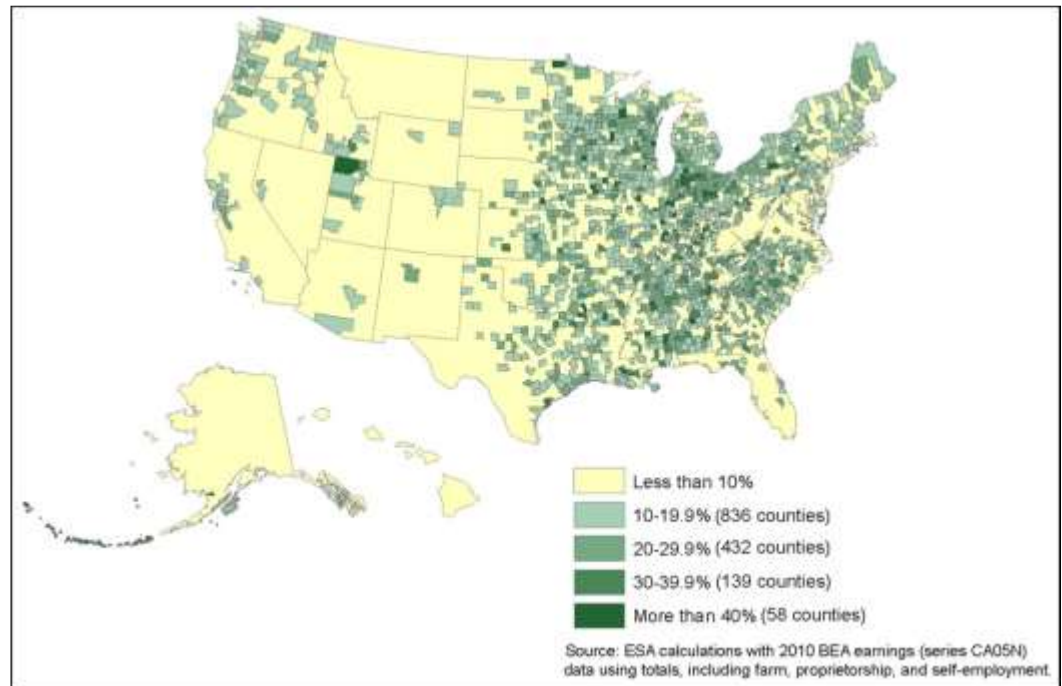 Less than 10%
10-19.9% (836 counties)
20-29.9% (432 counties)
30-39.9% (139 counties)
More than 40% (58 counties)
Source: ESA calculations with 2010 BEA earnings (series CA05N)
data using totals, including farm, proprietorship, and self-employment.